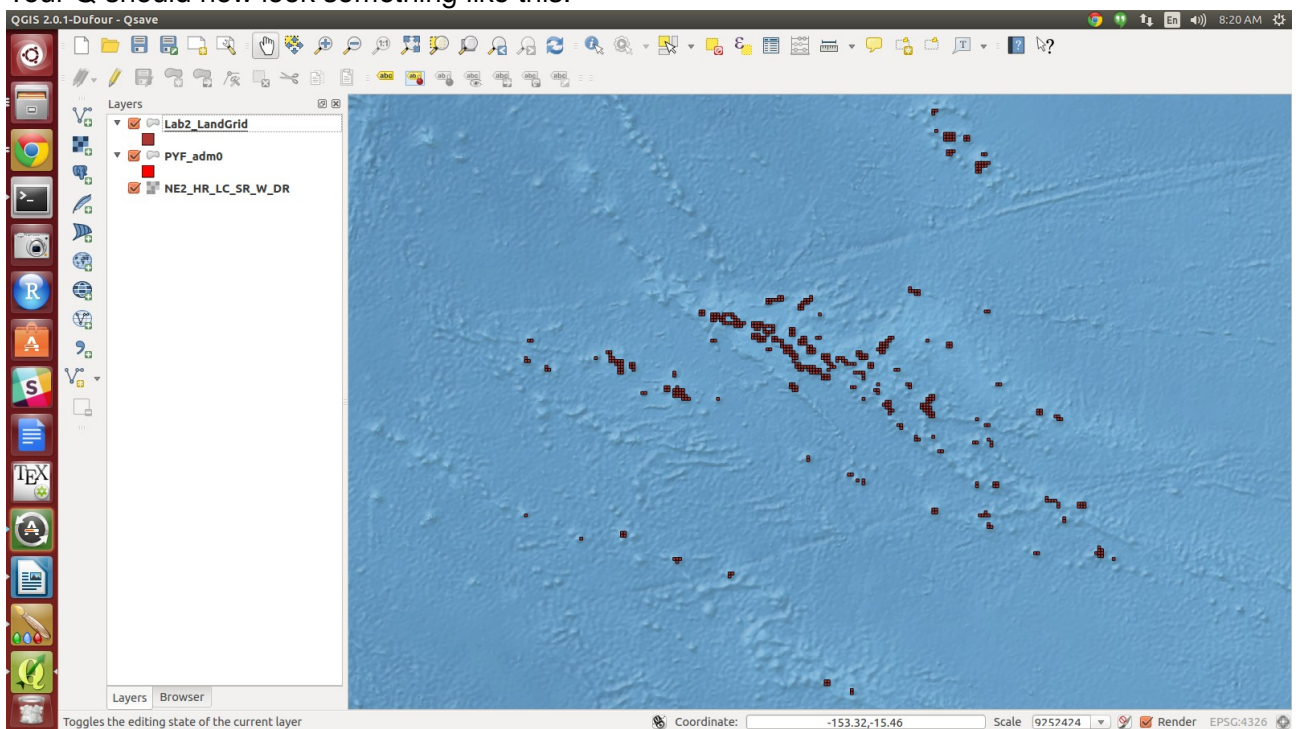 Your Q should now look something like this:
QGIS 2.0.1-Dufour - Qsave
En
8:20 AM
Layers
Lab2_LandGrid
PYF_adm0
NE2_HR_LC_SR_W_DR
Layers Browser
Toggles the editing state of the current layer
Coordinate: -153.32,-15.46 Scale 9252424 Render EPSG:4326